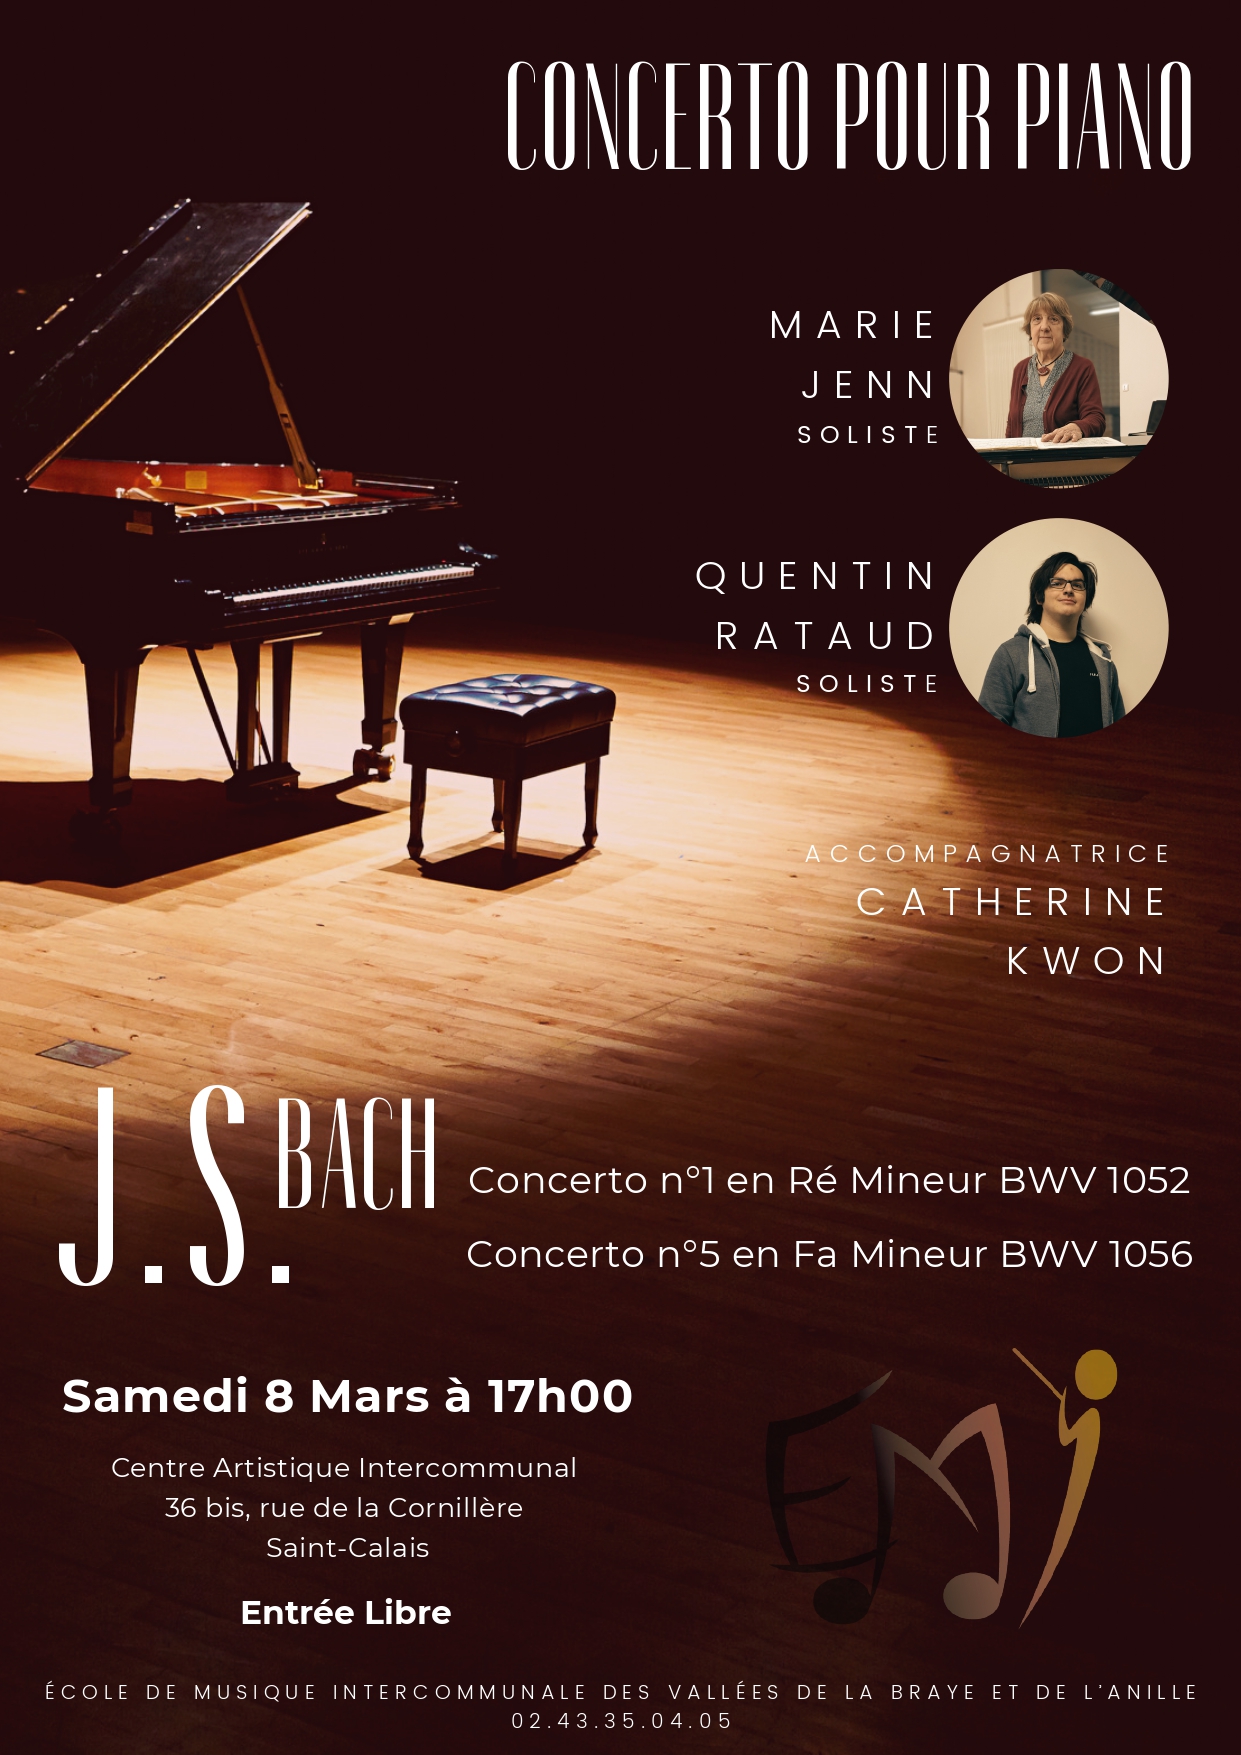 CONCERTO POUR PIANO
MARIE
JENN
SOLISTE
QUENTIN
RATAUD
SOLISTE
ACCOMPAGNATRICE
CATHERINE
KWON
J.S. BACH
Concerto n°1 en Ré Mineur BWV 1052
Concerto n°5 en Fa Mineur BWV 1056
Samedi 8 Mars à 17h00
Centre Artistique Intercommunal
36 bis, rue de la Cornillère
Saint-Calais
Entrée Libre
EMI
ÉCOLE DE MUSIQUE INTERCOMMUNALE DES VALLÉES DE LA BRAYE ET DE L'ANILLE
02.43.35.04.05